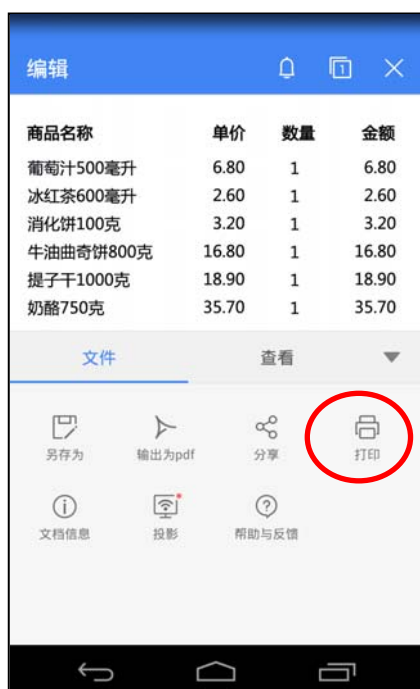 编辑 1
商品名称 单价 数量 金额
葡萄汁500毫升 6.80 1 6.80
冰红茶600毫升 2.60 1 2.60
消化饼100克 3.20 1 3.20
牛油曲奇饼800克 16.80 1 16.80
提子干1000克 18.90 1 18.90
奶酪750克 35.70 1 35.70
文件 查看
另存为 输出为pdf 分享 打印
文档信息 投影 帮助与反馈